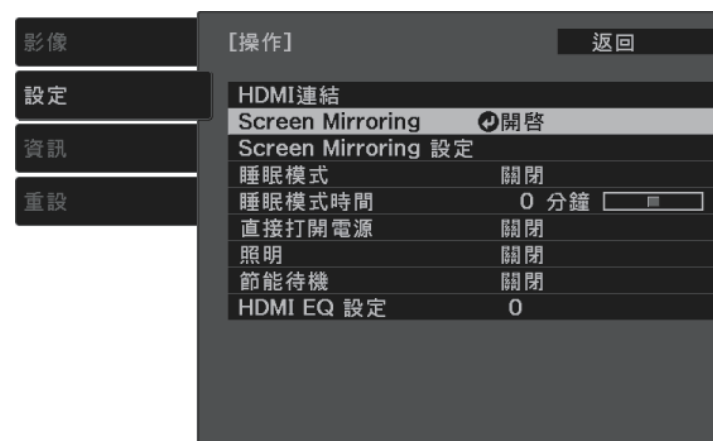 影像
設定
資訊
重設
[操作]
返回
HDMI連結
Screen Mirroring 開啓
Screen Mirroring 設定
睡眠模式 關閉
睡眠模式時間 0 分鐘
直接打開電源 關閉
照明 關閉
節能待機 關閉
HDMI EQ 設定 0